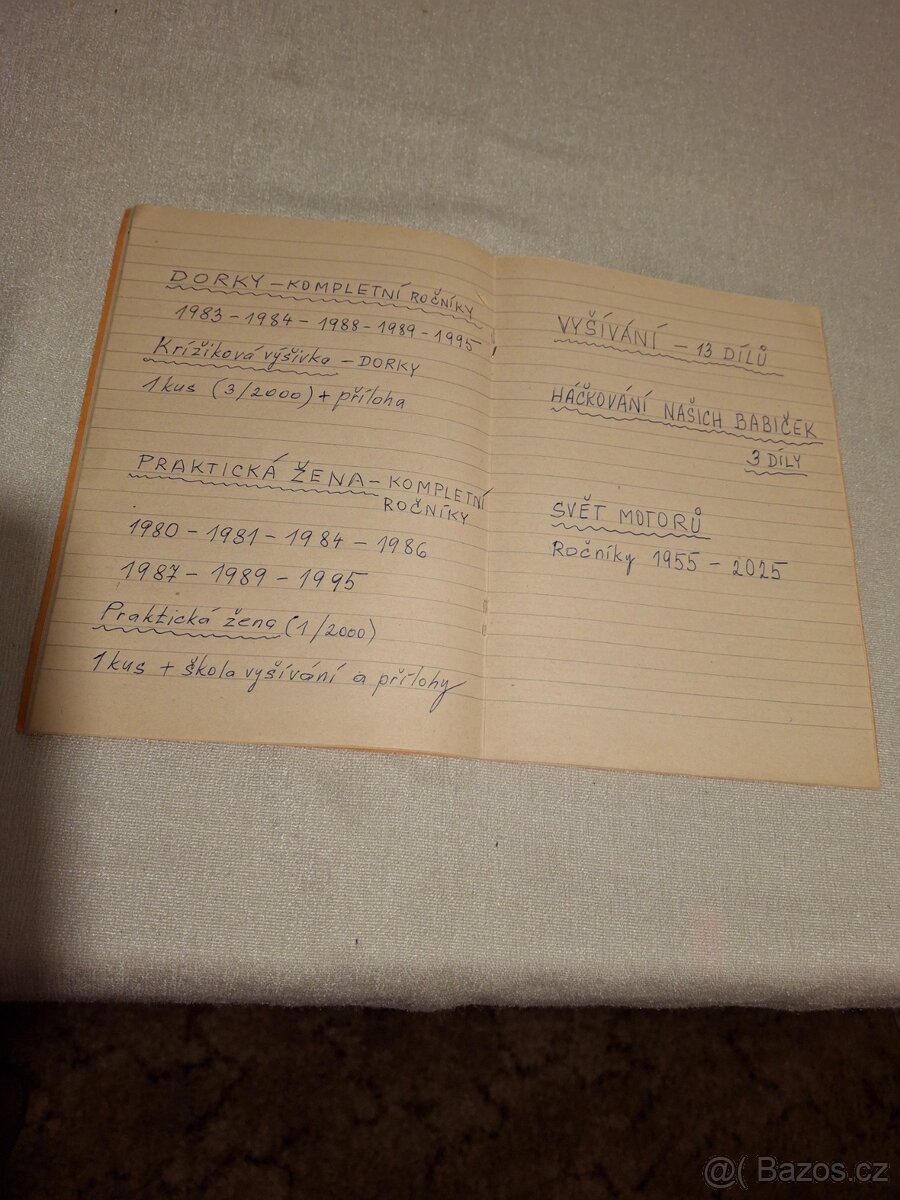 DORKY – KOMPLETNÍ ROČNÍKY
1983 – 1984 – 1988 – 1989 – 1995
Krížiková výšivka – DORKY
1 kus (3/2000) + příloha
PRAKTICKÁ ŽENA – KOMPLETNÍ
ROČNÍKY
1980 – 1981 – 1984 – 1986
1987 – 1989 – 1995
Praktická žena (1/2000)
1 kus + škola vyšívání a přílohy
VYŠÍVÁNÍ – 13 DÍLŮ
HÁČKOVÁNÍ NAŠICH BABIČEK
3 DÍLY
SVĚT MOTORŮ
Ročníky 1955 – 2025
@( Bazos.cz